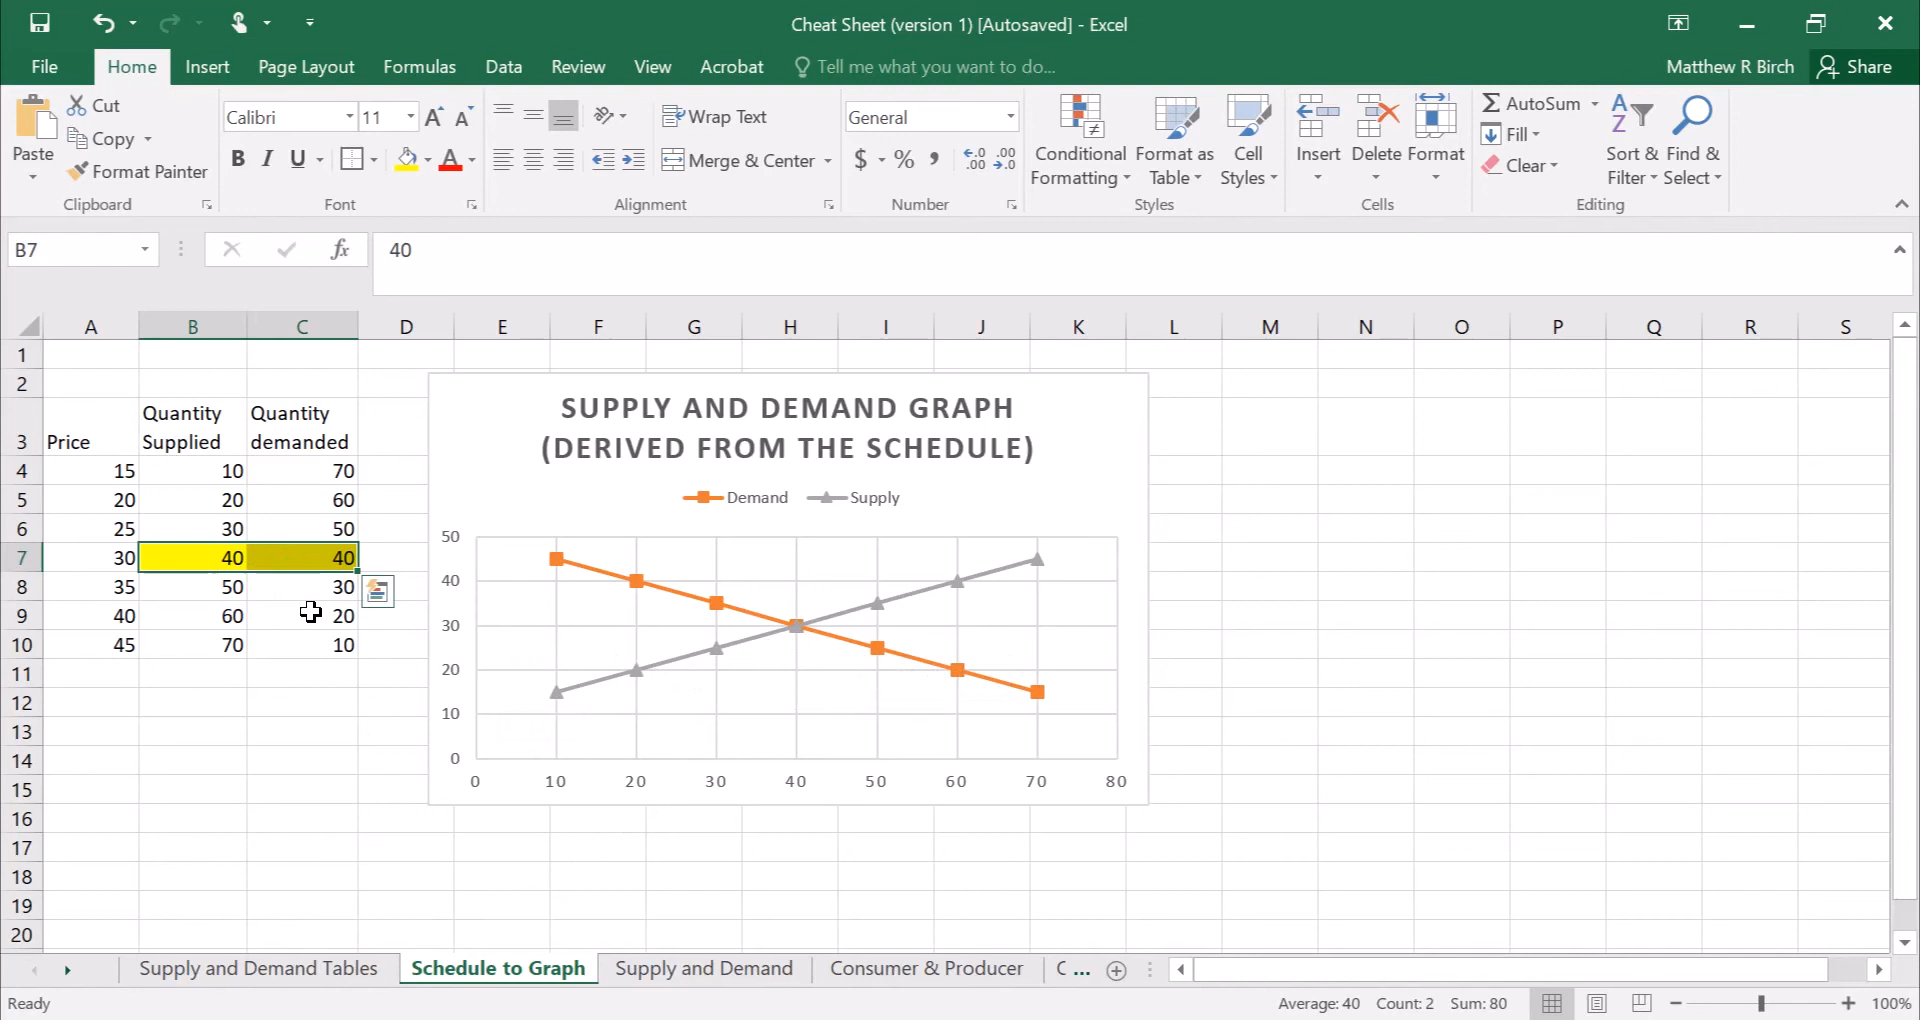 Cheat Sheet (version 1) [Autosaved] - Excel
File Home Insert Page Layout Formulas Data Review View Acrobat Tell me what you want to do... Matthew R Birch Share
Paste
Cut
Copy
Format Painter
Clipboard
Calibri 11
B I U
Font
Wrap Text
Merge & Center
Alignment
General
$ % ,
Number
Conditional Formatting
Format as Table
Cell Styles
Styles
Insert Delete Format
Cells
AutoSum
Fill
Clear
Sort & Filter
Find & Select
Editing
B7 fx 40
A B C D E F G H I J K L M N O P Q R S
1
2
3 Price Quantity Supplied Quantity demanded
4 15 10 70
5 20 20 60
6 25 30 50
7 30 40 40
8 35 50 30
9 40 60 20
10 45 70 10
11
12
13
14
15
16
17
18
19
20
SUPPLY AND DEMAND GRAPH
(DERIVED FROM THE SCHEDULE)
Demand Supply
50
40
30
20
10
0
0 10 20 30 40 50 60 70 80
Supply and Demand Tables Schedule to Graph Supply and Demand Consumer & Producer C ...
Ready Average: 40 Count: 2 Sum: 80 100%